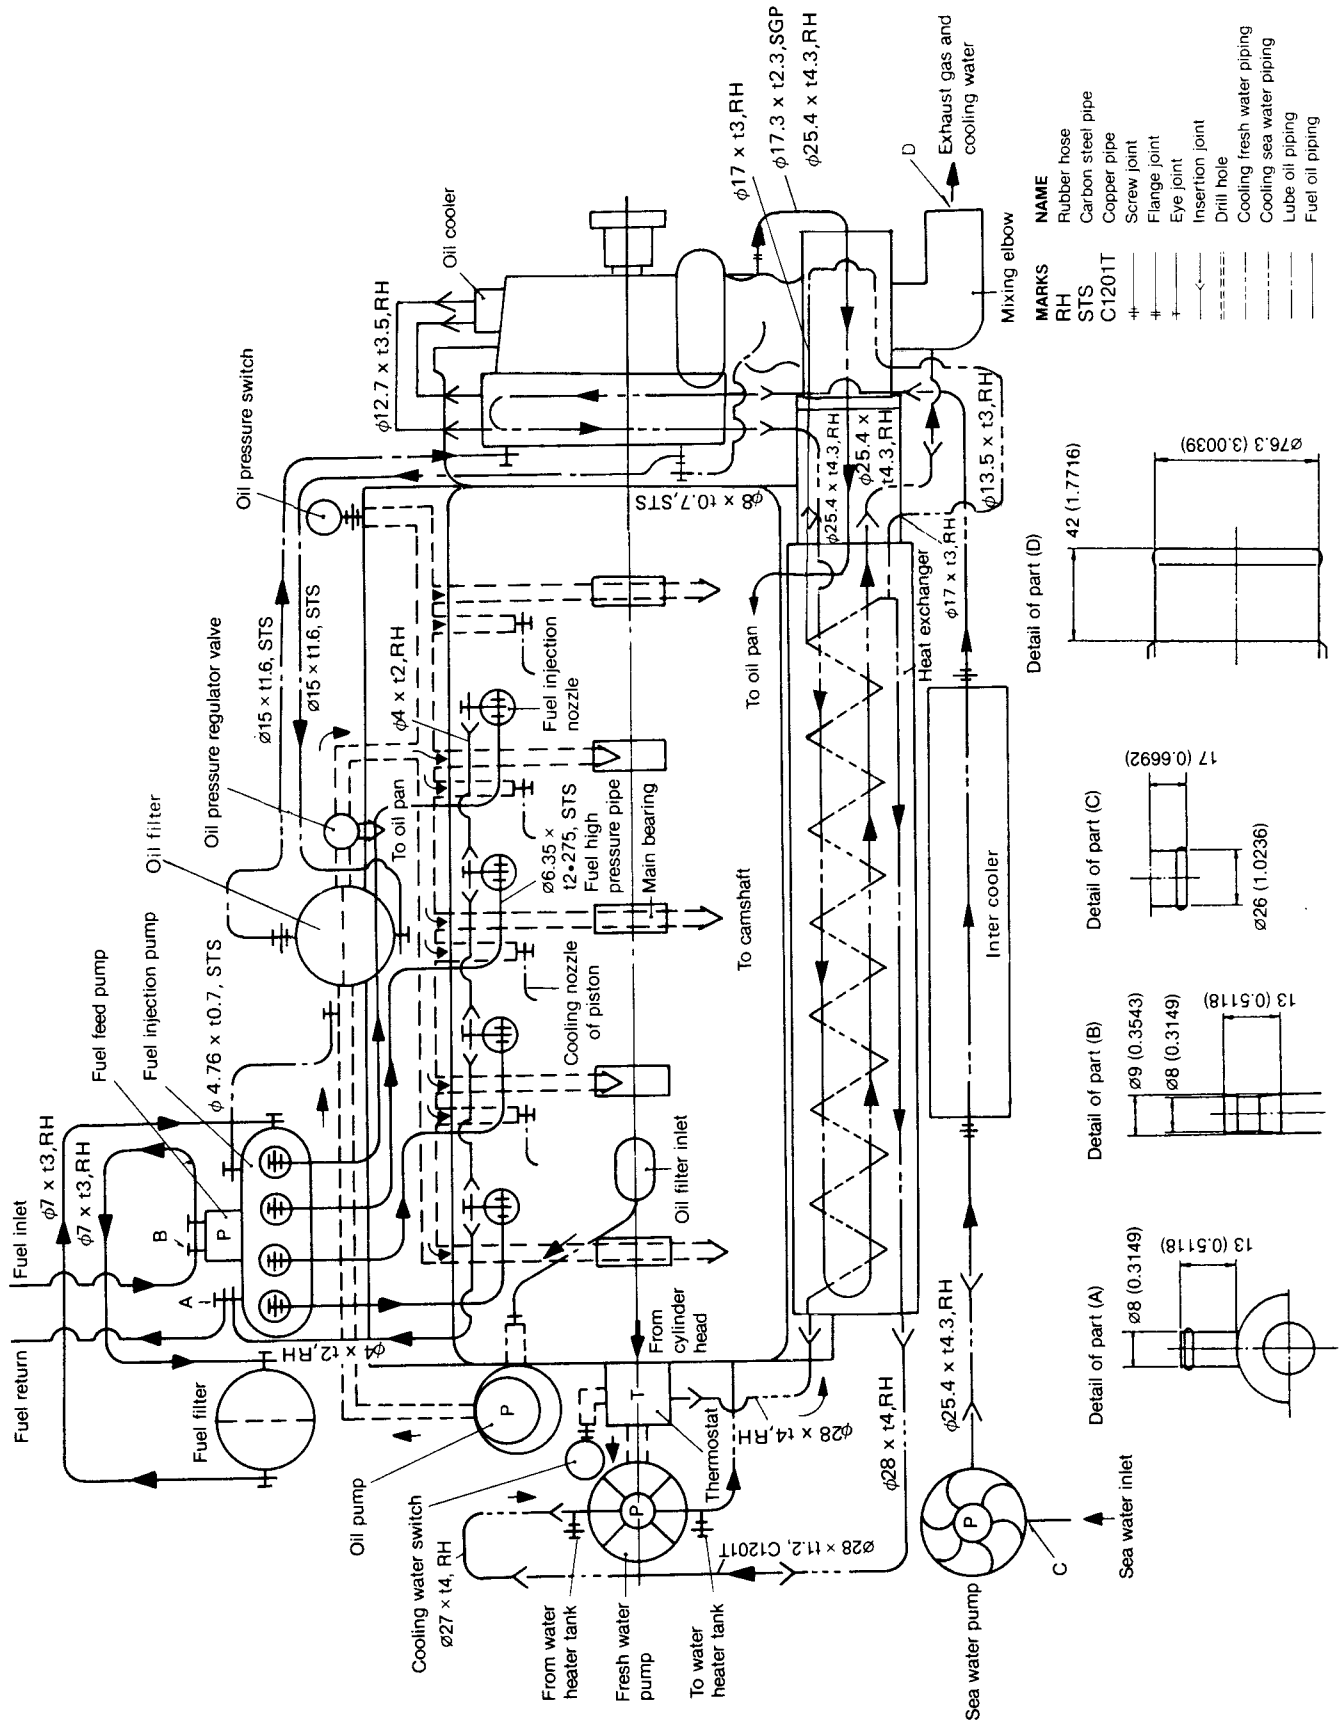 Fuel inlet
Fuel return
Fuel filter
ϕ7 x t3,RH
ϕ7 x t3,RH
B
A
P
Fuel feed pump
Fuel injection pump
ϕ 4.76 x t0.7, STS
Oil filter
Oil pressure regulator valve
Ø15 × t1.6, STS
Ø15 × t1.6, STS
Oil pressure switch
ϕ12.7 x t3.5,RH
Oil cooler
ϕ4 x t2,RH
To oil pan
ϕ4 x t2,RH
Oil pump
P
Cooling water switch
Ø27 × t4, RH
From water
heater tank
Fresh water
pump
To water
heater tank
P
T
Thermostat
From
cylinder
head
Oil filter inlet
Cooling nozzle
of piston
Ø6.35 ×
t2•275, STS
Fuel high
pressure pipe
Main bearing
Fuel injection
nozzle
ϕ8 x t0.7,STS
To camshaft
To oil pan
ϕ28 x t4,RH
Ø28 × t1.2, C1201T
ϕ28 x t4,RH
ϕ25.4 x t4.3,RH
ϕ25.4 x t4.3,RH
ϕ25.4 x
t4.3,RH
Heat exchanger
ϕ17 x t3,RH
ϕ13.5 x t3,RH
ϕ17 x t3,RH
ϕ17.3 x t2.3,SGP
ϕ25.4 x t4.3,RH
D
Exhaust gas and
cooling water
Mixing elbow
Inter cooler
Sea water pump
P
C
Sea water inlet
MARKS NAME
RH Rubber hose
STS Carbon steel pipe
C1201T Copper pipe
Screw joint
Flange joint
Eye joint
Insertion joint
Drill hole
Cooling fresh water piping
Cooling sea water piping
Lube oil piping
Fuel oil piping
Detail of part (A)
Ø8 (0.3149)
13 (0.5118)
Detail of part (B)
Ø9 (0.3543)
Ø8 (0.3149)
13 (0.5118)
Detail of part (C)
17 (0.6692)
Ø26 (1.0236)
Detail of part (D)
42 (1.7716)
Ø76.3 (3.0039)